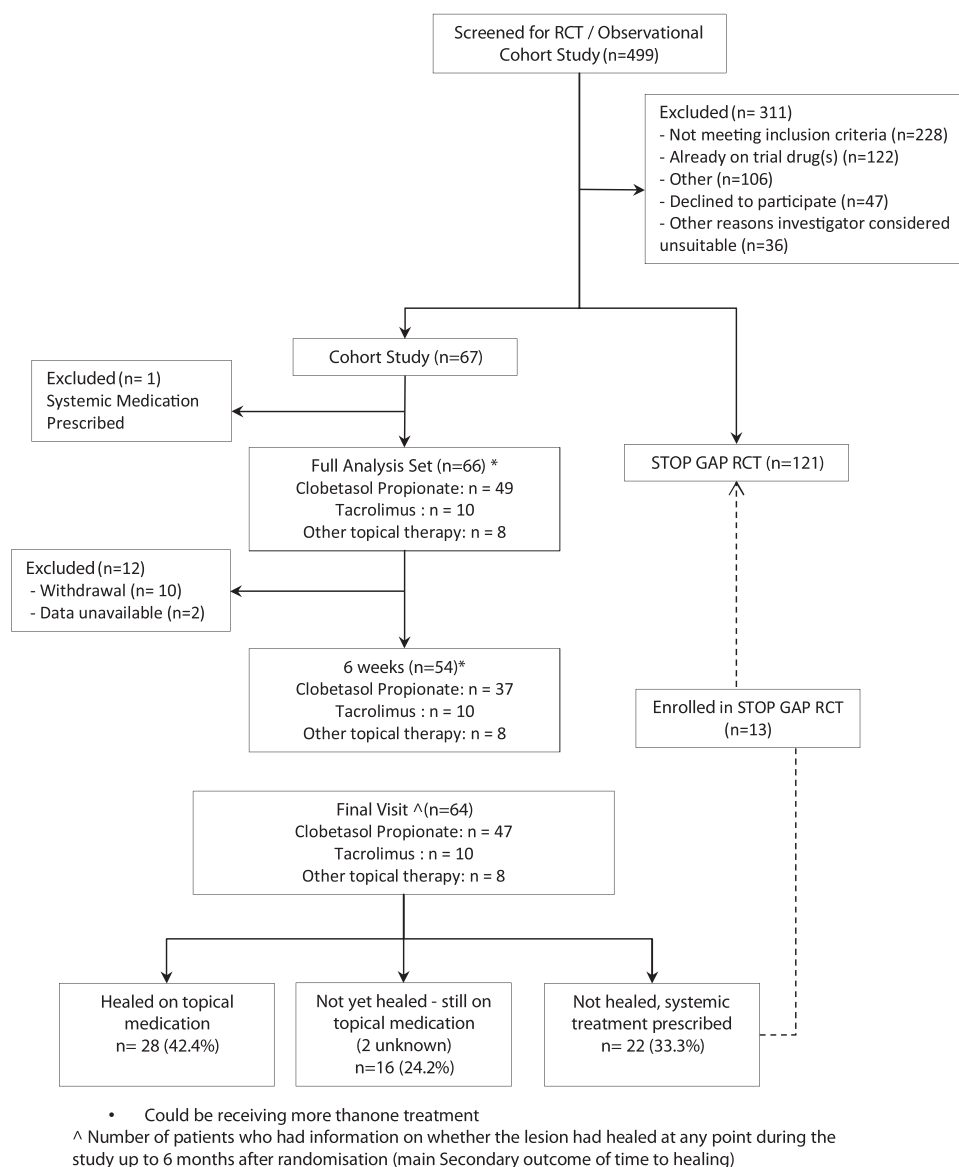 Screened for RCT / Observational
Cohort Study (n=499)
Excluded (n= 311)
- Not meeting inclusion criteria (n=228)
- Already on trial drug(s) (n=122)
- Other (n=106)
- Declined to participate (n=47)
- Other reasons investigator considered
unsuitable (n=36)
Cohort Study (n=67)
Excluded (n= 1)
Systemic Medication
Prescribed
Full Analysis Set (n=66) *
Clobetasol Propionate: n = 49
Tacrolimus : n = 10
Other topical therapy: n = 8
STOP GAP RCT (n=121)
Excluded (n=12)
- Withdrawal (n= 10)
- Data unavailable (n=2)
6 weeks (n=54)*
Clobetasol Propionate: n = 37
Tacrolimus : n = 10
Other topical therapy: n = 8
Enrolled in STOP GAP RCT
(n=13)
Final Visit ^(n=64)
Clobetasol Propionate: n = 47
Tacrolimus : n = 10
Other topical therapy: n = 8
Healed on topical
medication
n= 28 (42.4%)
Not yet healed - still on
topical medication
(2 unknown)
n=16 (24.2%)
Not healed, systemic
treatment prescribed
n= 22 (33.3%)
• Could be receiving more thanone treatment
^ Number of patients who had information on whether the lesion had healed at any point during the
study up to 6 months after randomisation (main Secondary outcome of time to healing)